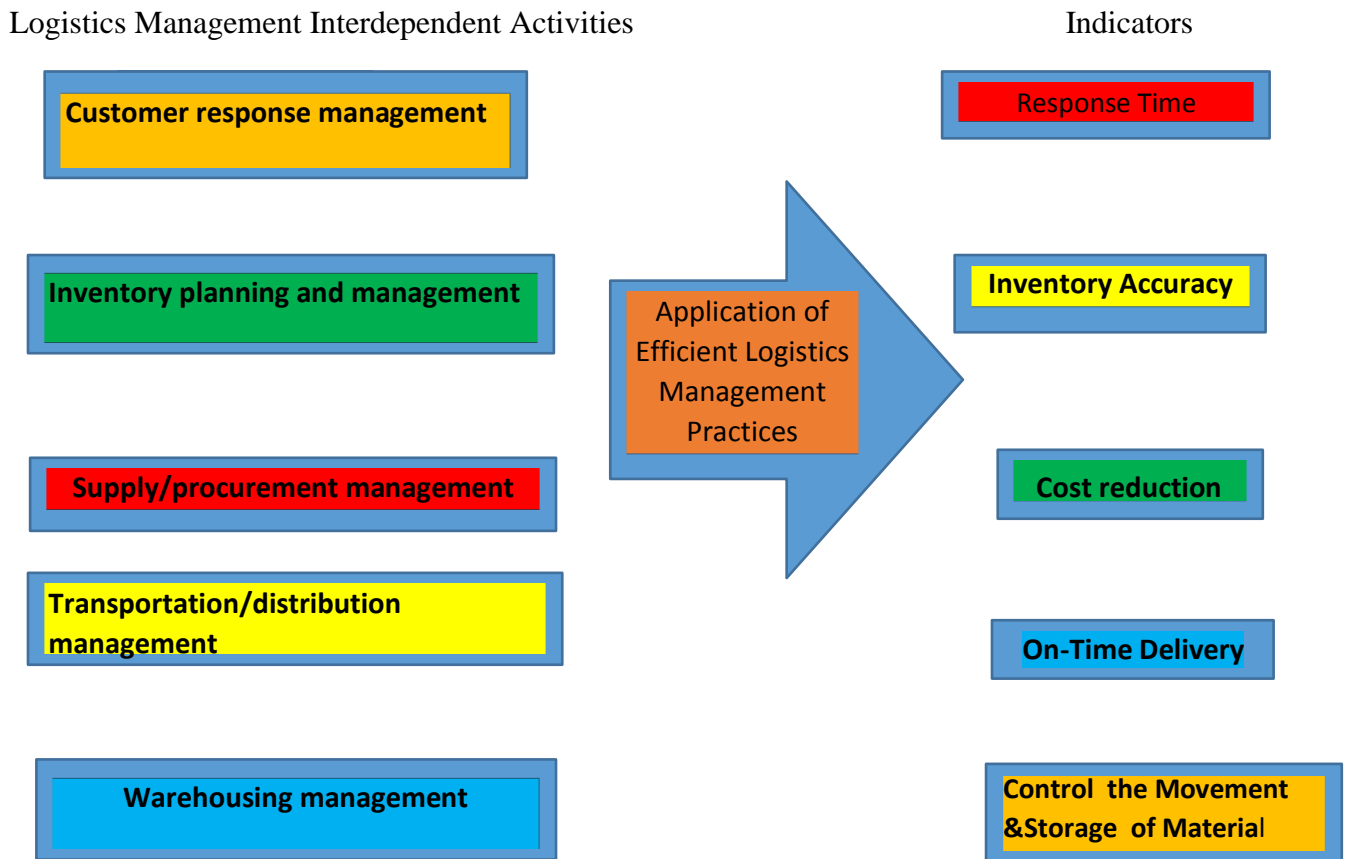 Logistics Management Interdependent Activities
Indicators
Customer response management
Response Time
Inventory planning and management
Inventory Accuracy
Application of
Efficient Logistics
Management
Practices
Supply/procurement management
Cost reduction
Transportation/distribution
management
On-Time Delivery
Warehousing management
Control  the Movement
&Storage  of Material